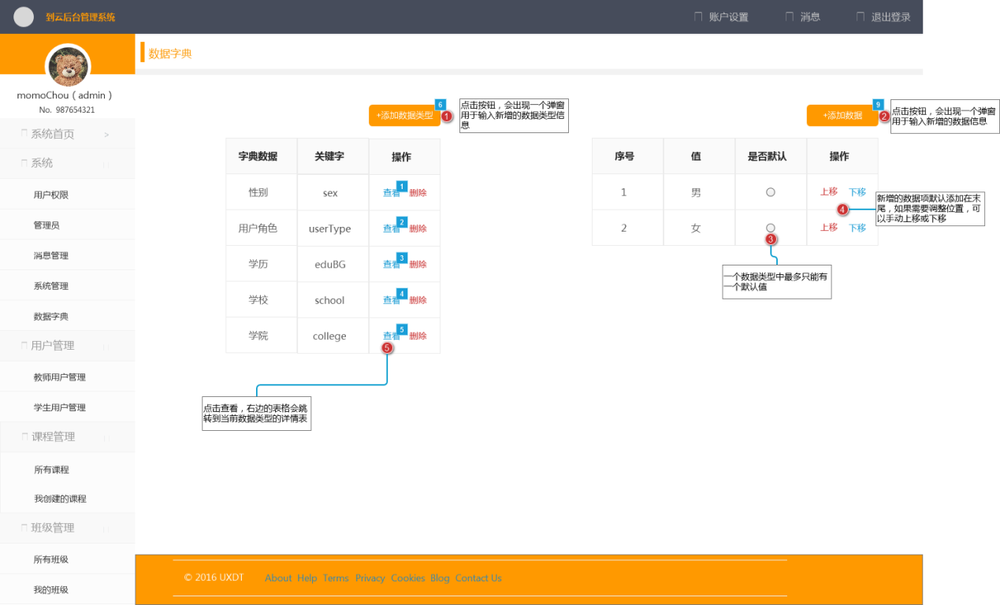 到云后台管理系统
账户设置
消息
退出登录
momoChou ( admin )
No. 987654321
系统首页 >
系统
用户权限
管理员
消息管理
系统管理
数据字典
用户管理
教师用户管理
学生用户管理
课程管理
所有课程
我创建的课程
班级管理
所有班级
我的班级
数据字典
+添加数据类型
6
1
点击按钮，会出现一个弹窗
用于输入新增的数据类型信
息
字典数据 关键字 操作
性别 sex 查看 1 删除
用户角色 userType 查看 2 删除
学历 eduBG 查看 3 删除
学校 school 查看 4 删除
学院 college 查看 5 删除
5
点击查看，右边的表格会跳
转到当前数据类型的详情表
+添加数据
9
2
点击按钮，会出现一个弹窗
用于输入新增的数据信息
序号 值 是否默认 操作
1 男 上移 下移
2 女 上移 下移
4
新增的数据项默认添加在末
尾，如果需要调整位置，可
以手动上移或下移
3
一个数据类型中最多只能有
一个默认值
© 2016 UXDT About Help Terms Privacy Cookies Blog Contact Us